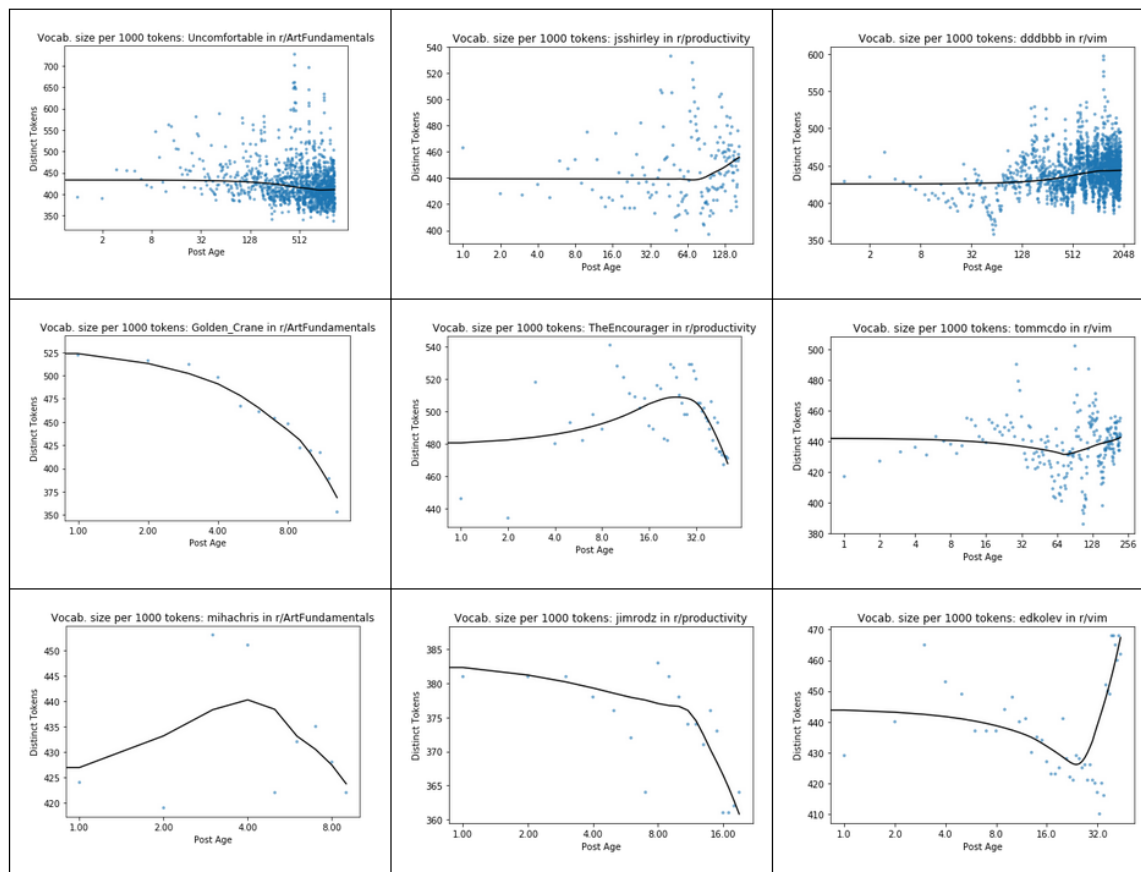 Vocab. size per 1000 tokens: Uncomfortable in r/ArtFundamentals
700
650
600
550
500
450
400
350
Distinct Tokens
2 8 32 128 512
Post Age
Vocab. size per 1000 tokens: jsshirley in r/productivity
540
520
500
480
460
440
420
400
Distinct Tokens
1.0 2.0 4.0 8.0 16.0 32.0 64.0 128.0
Post Age
Vocab. size per 1000 tokens: dddbbb in r/vim
600
550
500
450
400
350
Distinct Tokens
2 8 32 128 512 2048
Post Age
Vocab. size per 1000 tokens: Golden_Crane in r/ArtFundamentals
525
500
475
450
425
400
375
350
Distinct Tokens
1.00 2.00 4.00 8.00
Post Age
Vocab. size per 1000 tokens: TheEncourager in r/productivity
540
520
500
480
460
440
Distinct Tokens
1.0 2.0 4.0 8.0 16.0 32.0
Post Age
Vocab. size per 1000 tokens: tommcdo in r/vim
500
480
460
440
420
400
380
Distinct Tokens
1 2 4 8 16 32 64 128 256
Post Age
Vocab. size per 1000 tokens: mihachris in r/ArtFundamentals
450
445
440
435
430
425
420
Distinct Tokens
1.00 2.00 4.00 8.00
Post Age
Vocab. size per 1000 tokens: jimrodz in r/productivity
385
380
375
370
365
360
Distinct Tokens
1.00 2.00 4.00 8.00 16.00
Post Age
Vocab. size per 1000 tokens: edkolev in r/vim
470
460
450
440
430
420
410
Distinct Tokens
1.0 2.0 4.0 8.0 16.0 32.0
Post Age